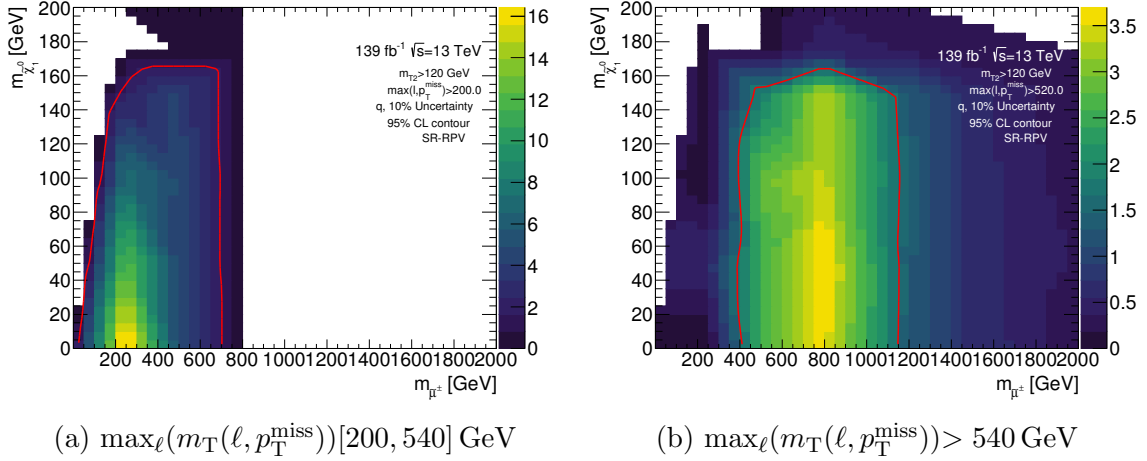 200
180
160
140
120
100
80
60
40
20
0
m_χ̃₁⁰ [GeV]
139 fb⁻¹ √s=13 TeV
m_T2>120 GeV
max(l,p_T^miss)>200.0
q, 10% Uncertainty
95% CL contour
SR-RPV
200 400 600 800 1000 1200 1400 1600 1800 2000
m_μ̃± [GeV]
16
14
12
10
8
6
4
2
0
(a) max_ℓ(m_T(ℓ, p_T^miss))[200, 540] GeV
200
180
160
140
120
100
80
60
40
20
0
m_χ̃₁⁰ [GeV]
139 fb⁻¹ √s=13 TeV
m_T2>120 GeV
max(l,p_T^miss)>520.0
q, 10% Uncertainty
95% CL contour
SR-RPV
200 400 600 800 1000 1200 1400 1600 1800 2000
m_μ̃± [GeV]
3.5
3
2.5
2
1.5
1
0.5
0
(b) max_ℓ(m_T(ℓ, p_T^miss))> 540 GeV